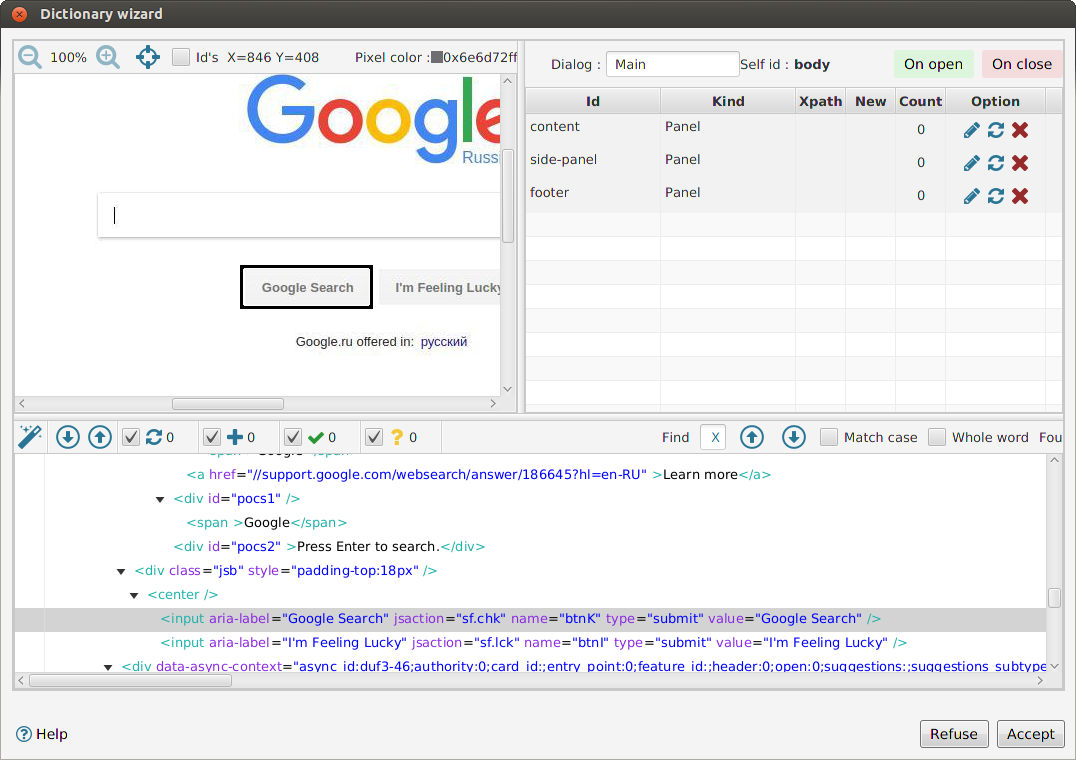 Dictionary wizard
100% Id's X=846 Y=408 Pixel color : 0x6e6d72ff
Dialog : Main Self id : body On open On close
Id Kind Xpath New Count Option
content Panel 0
side-panel Panel 0
footer Panel 0
Google
Russi
Google Search I'm Feeling Lucky
Google.ru offered in: русский
0 0 0 ? 0 Find X Match case Whole word Fou
<a href="//support.google.com/websearch/answer/186645?hl=en-RU" >Learn more</a>
<div id="pocs1" />
<span >Google</span>
<div id="pocs2" >Press Enter to search.</div>
<div class="jsb" style="padding-top:18px" />
<center />
<input aria-label="Google Search" jsaction="sf.chk" name="btnK" type="submit" value="Google Search" />
<input aria-label="I'm Feeling Lucky" jsaction="sf.lck" name="btnI" type="submit" value="I'm Feeling Lucky" />
<div data-async-context="async_id:duf3-46;authority:0;card_id:;entry_point:0;feature_id:;header:0;open:0;suggestions:;suggestions_subtype
? Help Refuse Accept